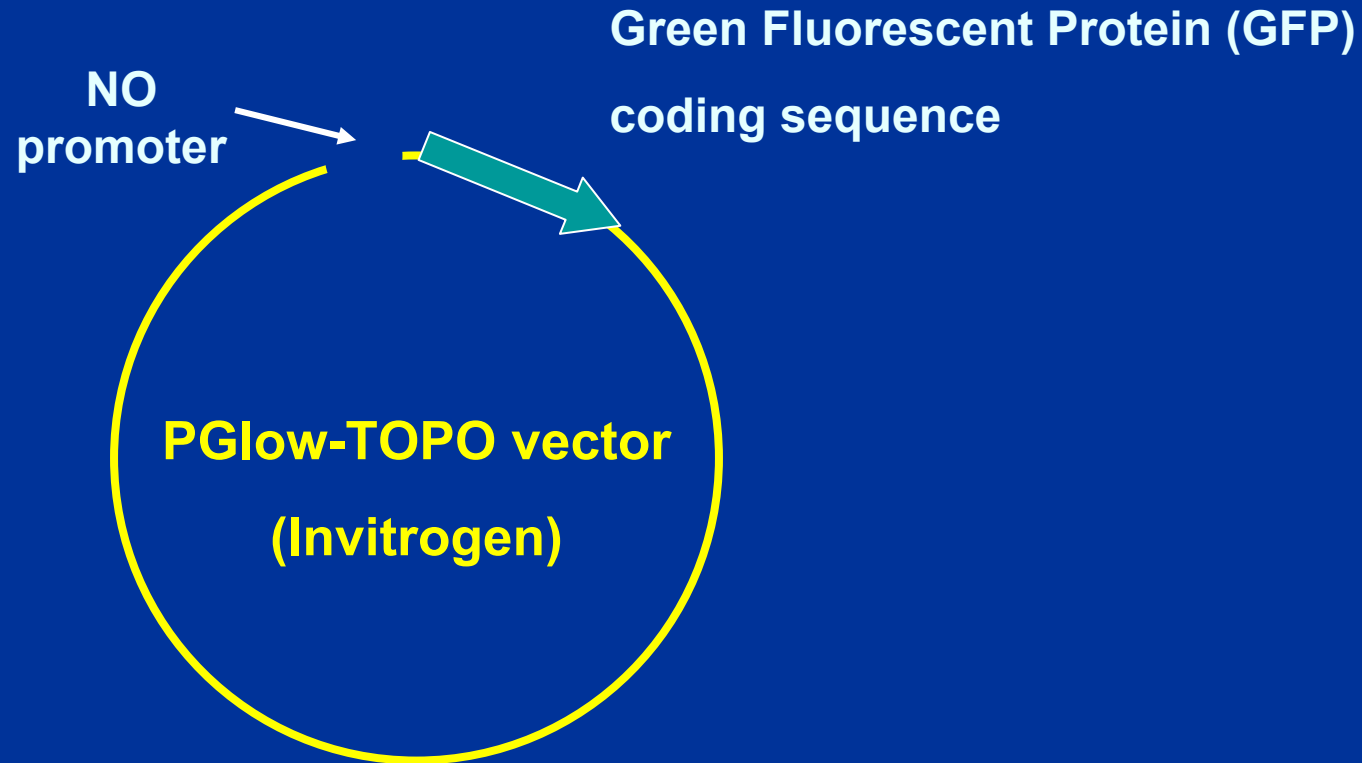 Green Fluorescent Protein (GFP)
coding sequence
NO
promoter
PGlow-TOPO vector
(Invitrogen)